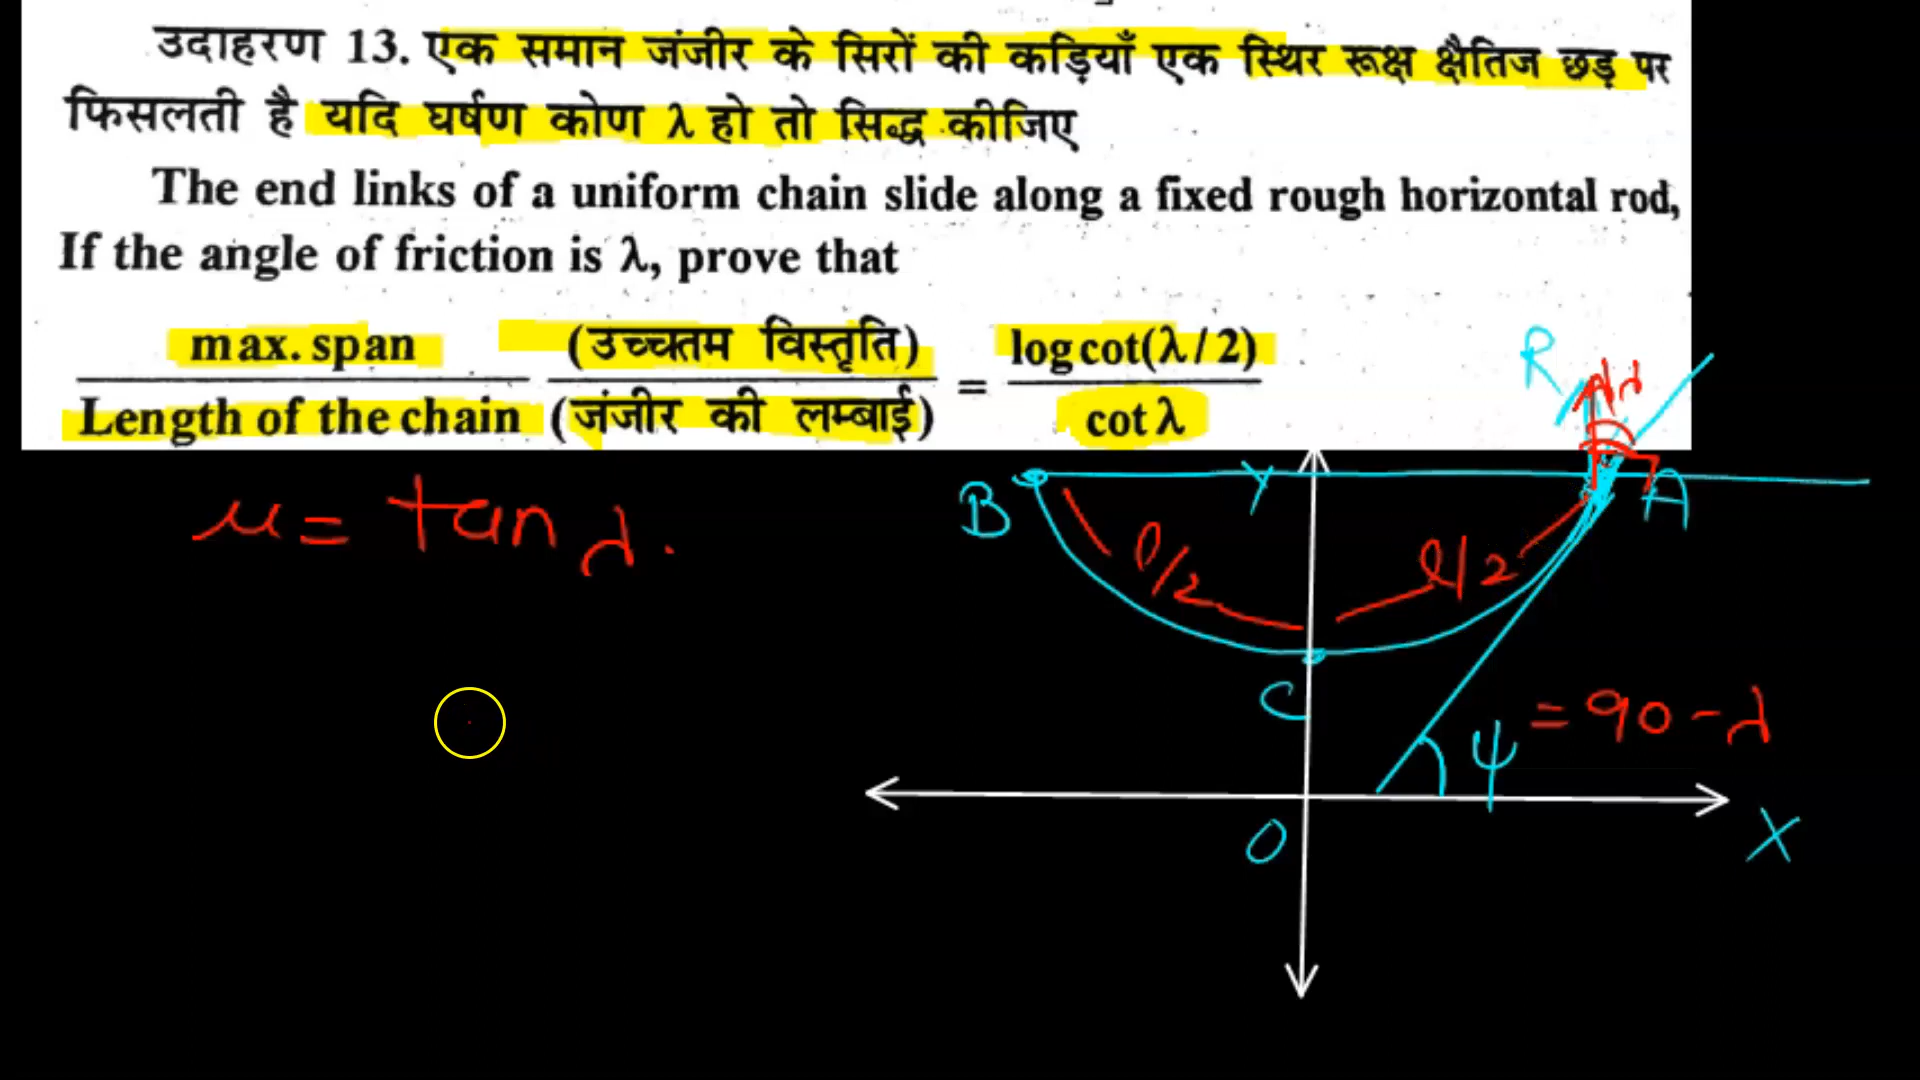 उदाहरण 13. एक समान जंजीर के सिरों की कड़ियाँ एक स्थिर रूक्ष क्षैतिज छड़ पर
फिसलती है यदि घर्षण कोण λ हो तो सिद्ध कीजिए
The end links of a uniform chain slide along a fixed rough horizontal rod,
If the angle of friction is λ, prove that
max. span (उच्चतम विस्तृति) log cot(λ/2)
=
Length of the chain (जंजीर की लम्बाई) cot λ
R λ
B Y A
μ = tan λ.
l/2 l/2
C
ψ = 90 - λ
O X